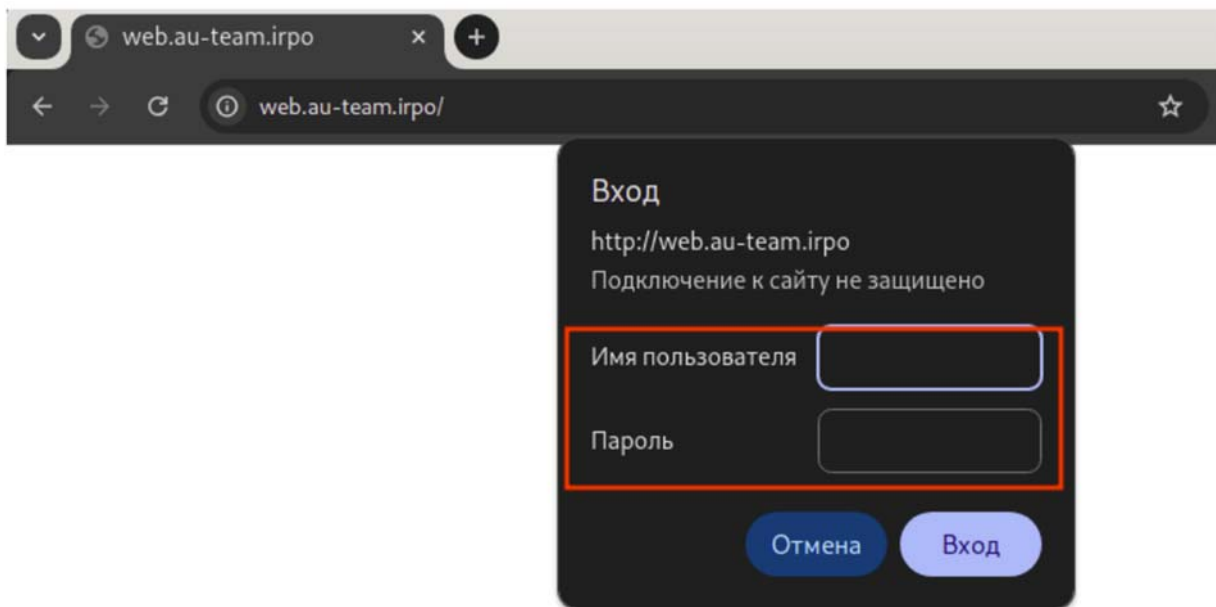 web.au-team.irpo
web.au-team.irpo/
Вход
http://web.au-team.irpo
Подключение к сайту не защищено
Имя пользователя
Пароль
Отмена Вход